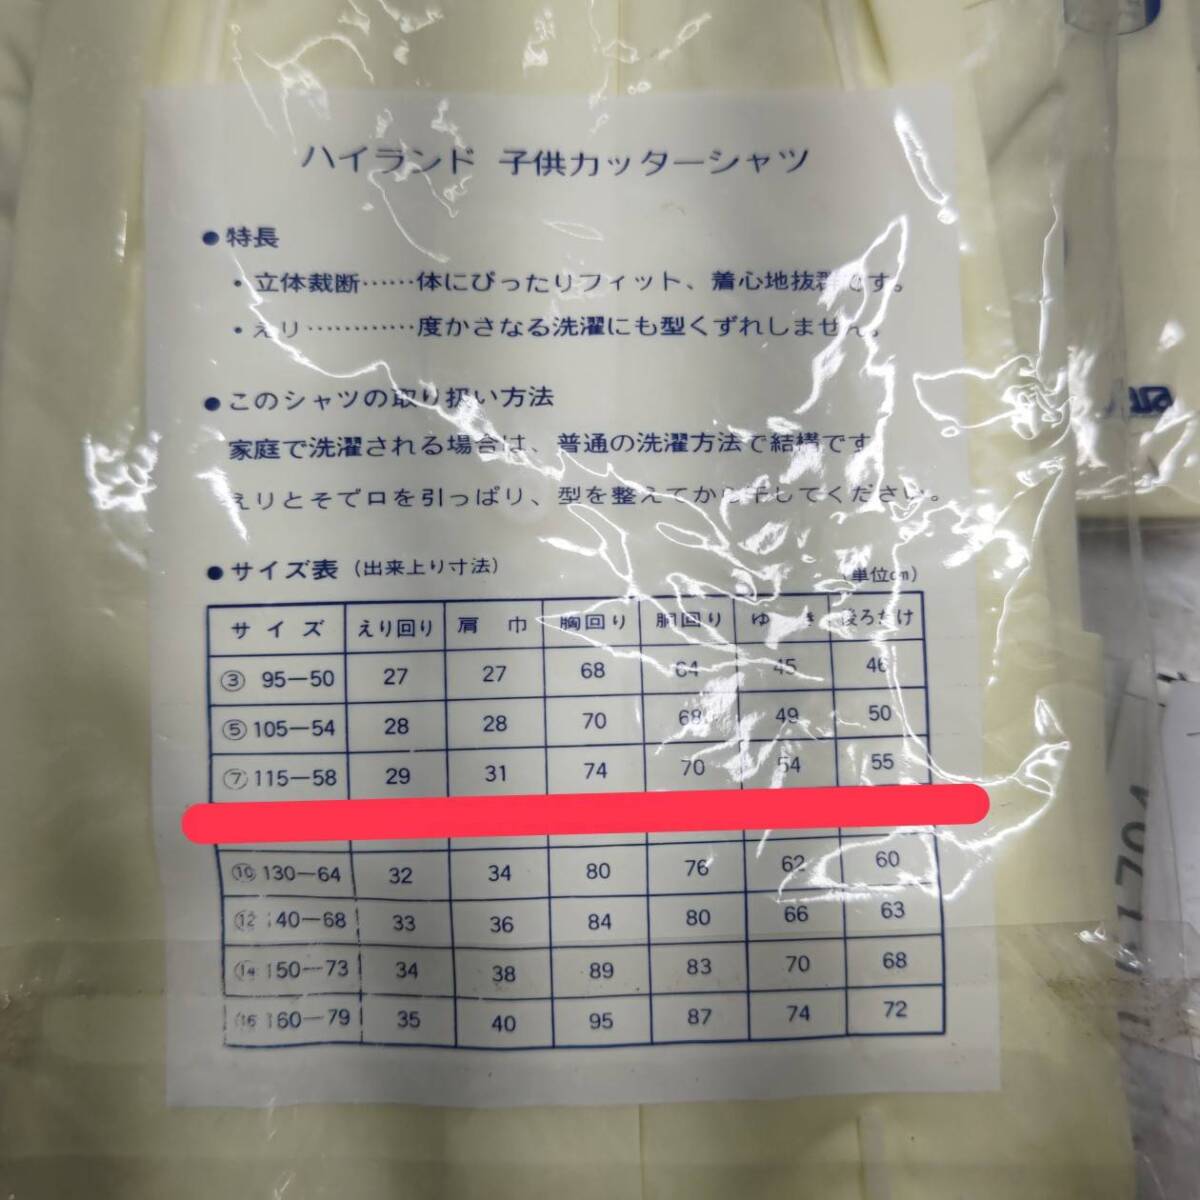 ハイランド 子供カッターシャツ
●特長
・立体裁断……体にぴったりフィット、着心地抜群です。
・えり…………度かさなる洗濯にも型くずれしません。
●このシャツの取り扱い方法
家庭で洗濯される場合は、普通の洗濯方法で結構です
えりとそで口を引っぱり、型を整えてから干してください。
●サイズ表（出来上り寸法） （単位cm）
サイズ えり回り 肩巾 胸回り 胴回り ゆき 後ろたけ
③ 95—50 27 27 68 64 45 46
⑤ 105—54 28 28 70 68 49 50
⑦ 115—58 29 31 74 70 54 55
⑩ 130—64 32 34 80 76 62 60
⑫ 140—68 33 36 84 80 66 63
⑭ 150—73 34 38 89 83 70 68
⑯ 160—79 35 40 95 87 74 72
1704